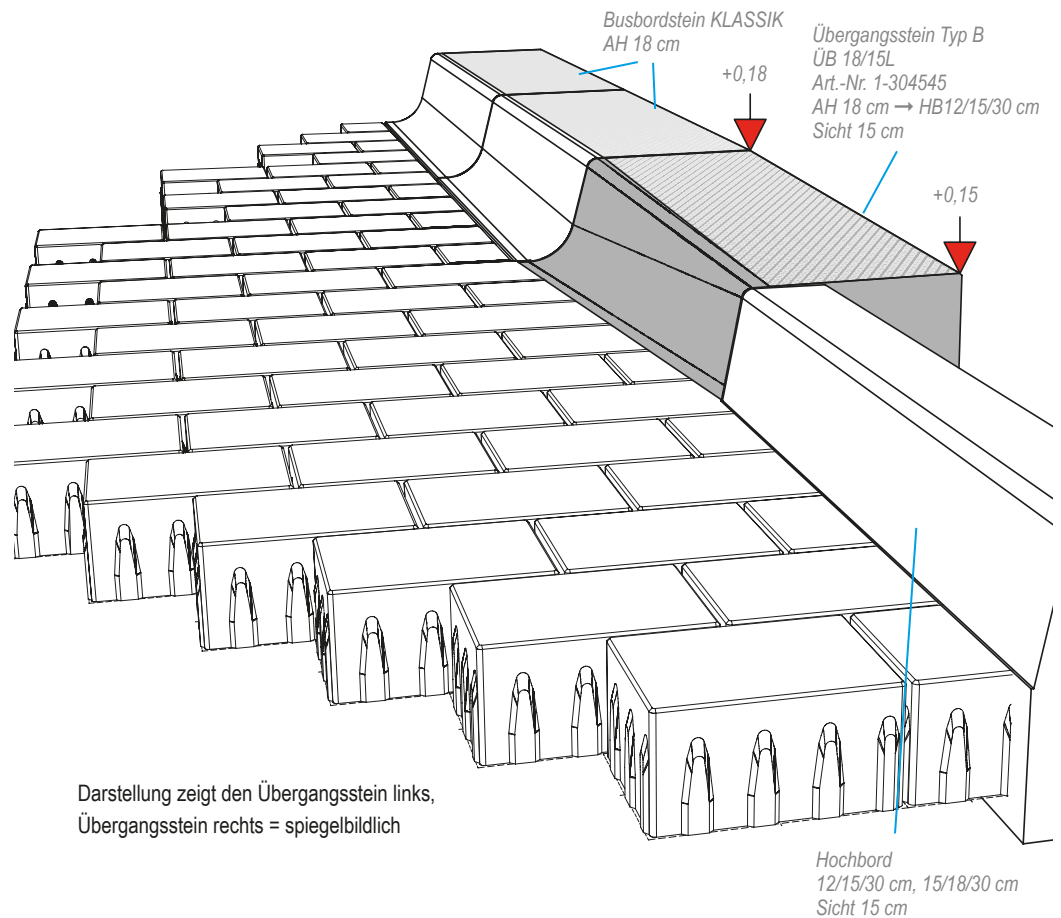 Busbordstein KLASSIK
AH 18 cm
Übergangsstein Typ B
ÜB 18/15L
Art.-Nr. 1-304545
AH 18 cm → HB12/15/30 cm
Sicht 15 cm
+0,18
+0,15
Darstellung zeigt den Übergangsstein links,
Übergangsstein rechts = spiegelbildlich
Hochbord
12/15/30 cm, 15/18/30 cm
Sicht 15 cm